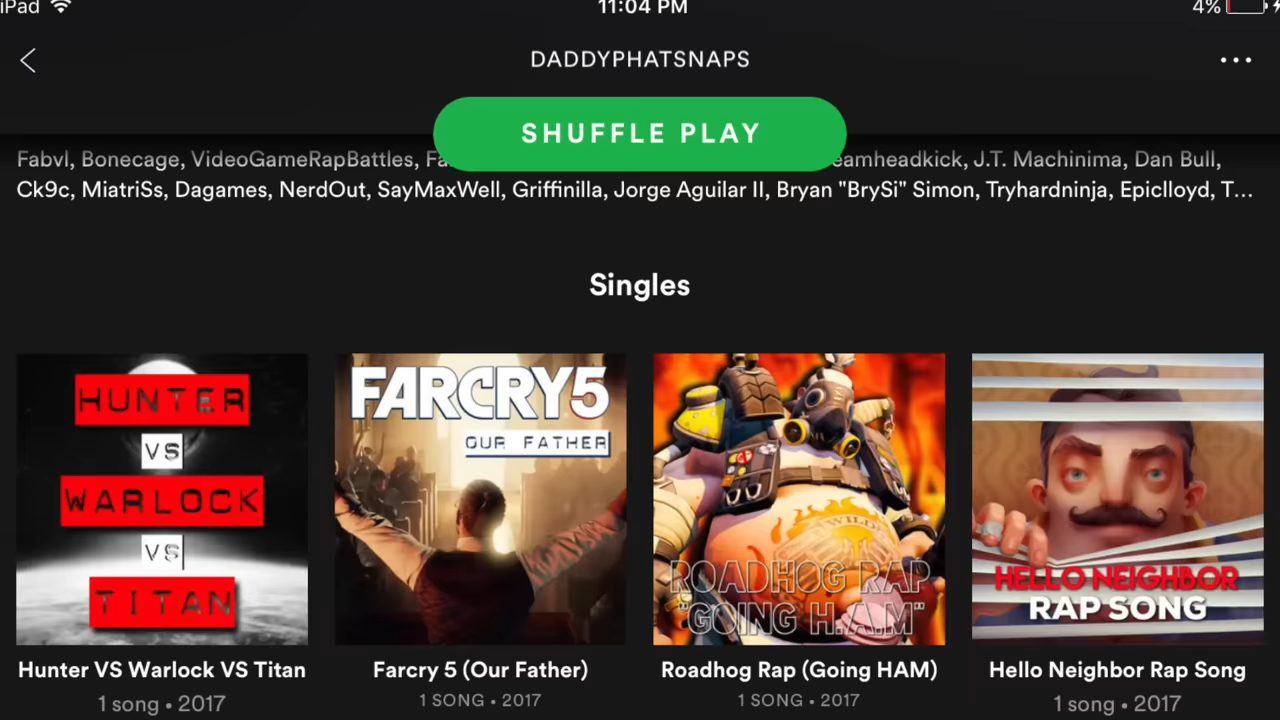 iPad 11:04 PM 4%
DADDYPHATSNAPS
SHUFFLE PLAY
Fabvl, Bonecage, VideoGameRapBattles, J.T. Machinima, Dan Bull,
Ck9c, MiatriSs, Dagames, NerdOut, SayMaxWell, Griffinilla, Jorge Aguilar II, Bryan "BrySi" Simon, Tryhardninja, Epiclloyd, T...
Singles
HUNTER
VS
WARLOCK
VS
TITAN
FARCRY5
OUR FATHER
WILD
ROADHOG RAP
"GOING H.A.M"
HELLO NEIGHBOR
RAP SONG
Hunter VS Warlock VS Titan Farcry 5 (Our Father) Roadhog Rap (Going HAM) Hello Neighbor Rap Song
1 song • 2017 1 SONG • 2017 1 SONG • 2017 1 song • 2017